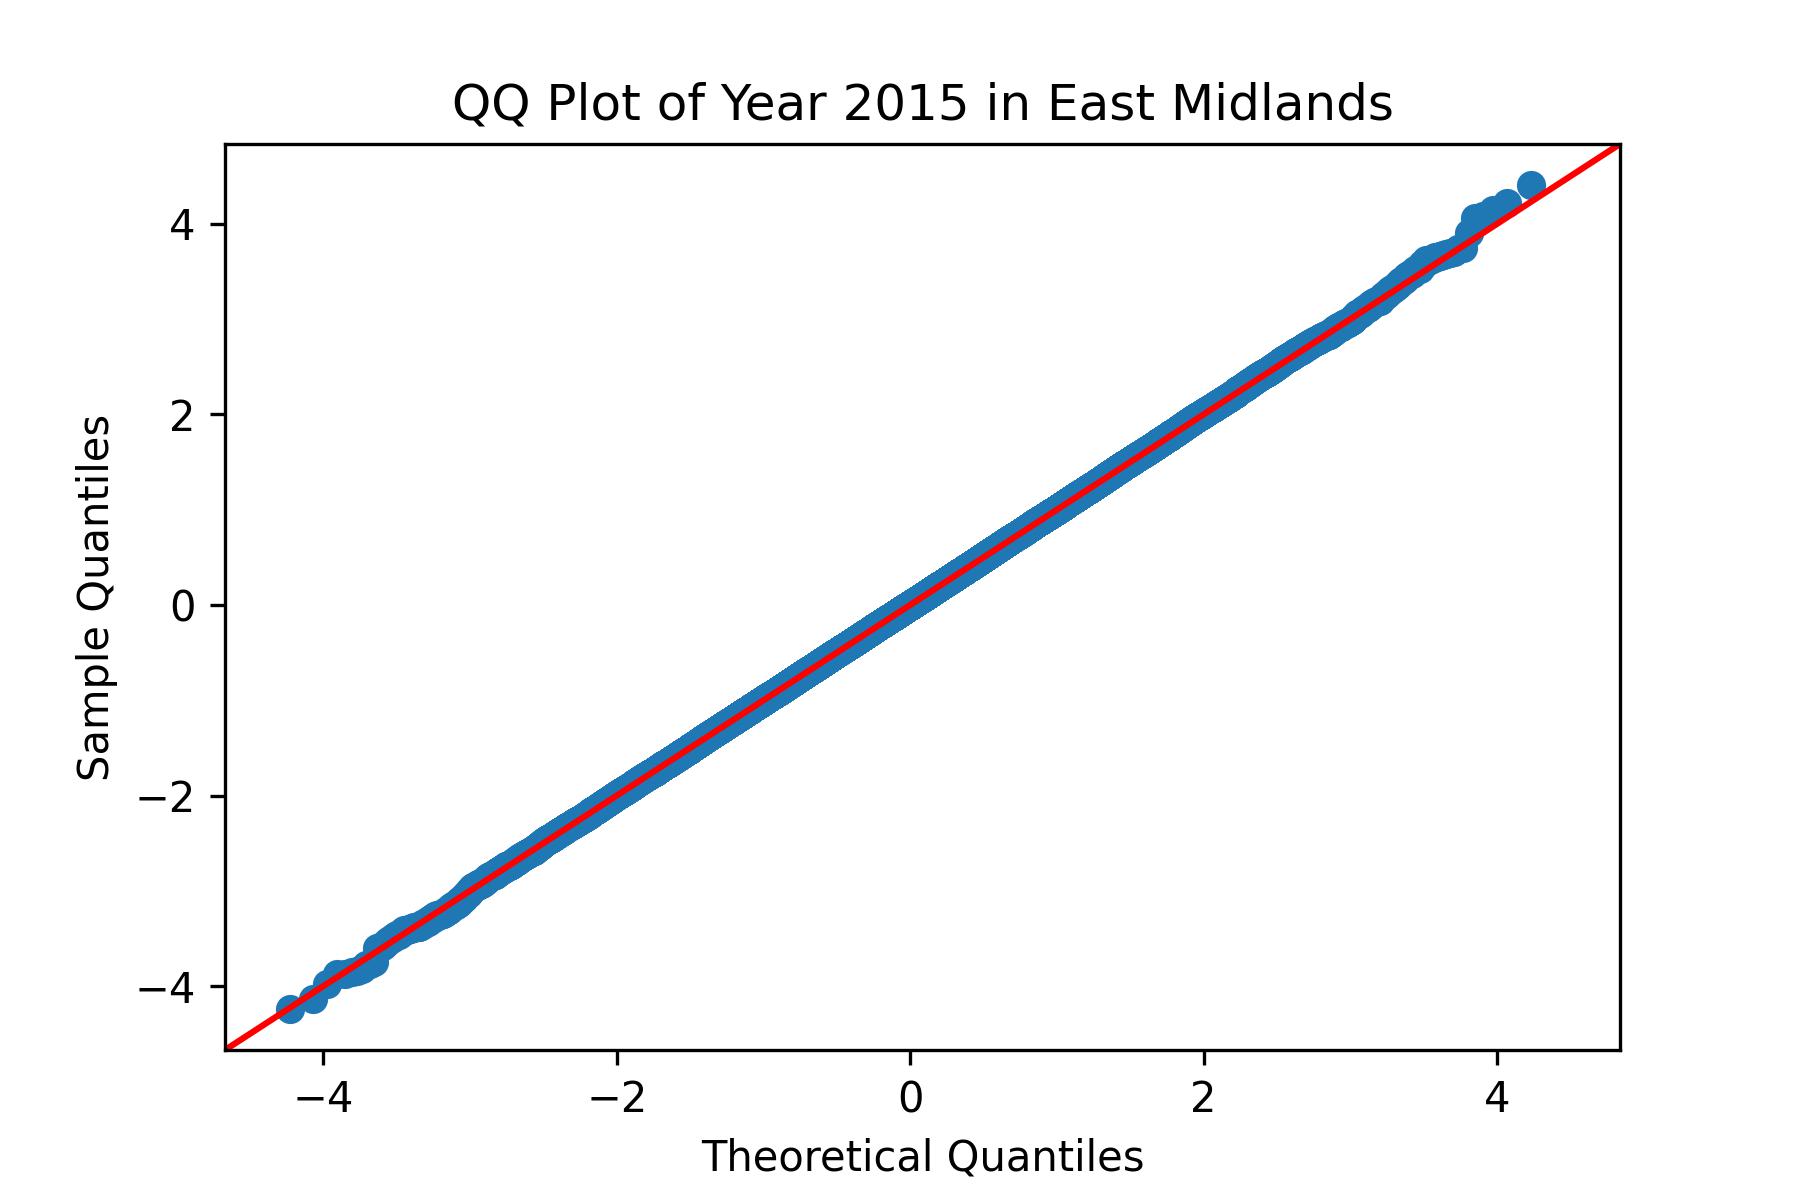 QQ Plot of Year 2015 in East Midlands
Sample Quantiles
4
2
0
−2
−4
−4 −2 0 2 4
Theoretical Quantiles